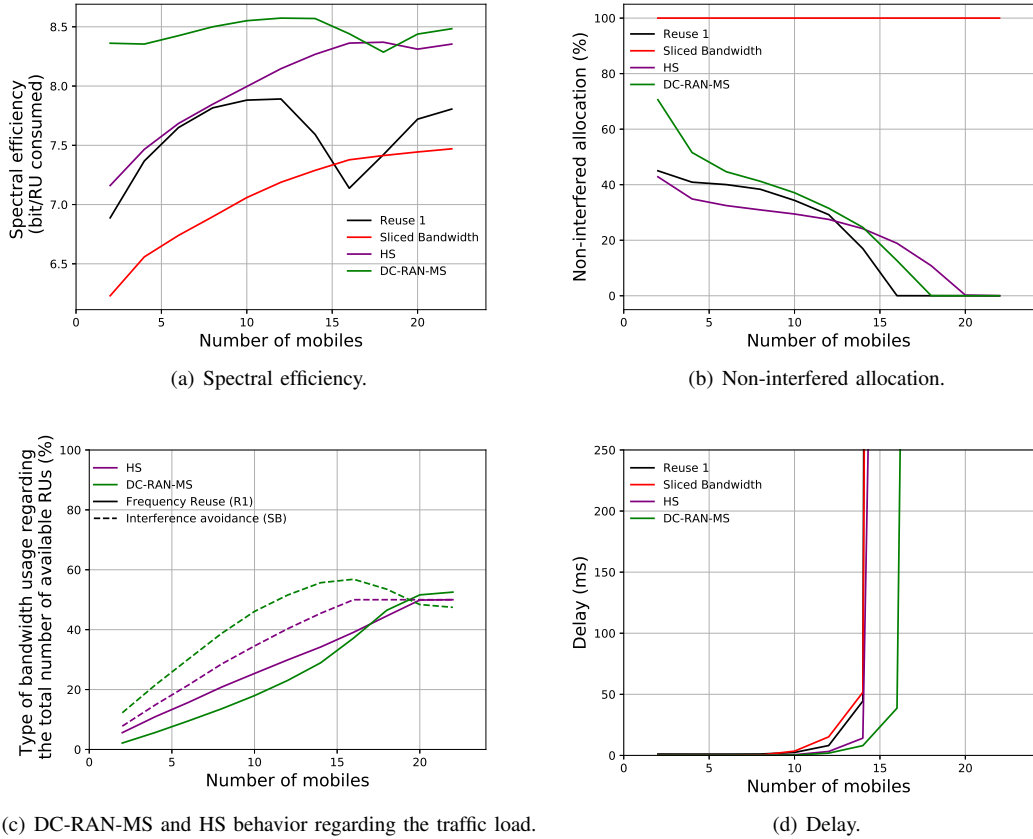 8.5
8.0
7.5
7.0
6.5
Spectral efficiency
(bit/RU consumed
Reuse 1
Sliced Bandwidth
HS
DC-RAN-MS
0 5 10 15 20
Number of mobiles
(a) Spectral efficiency.
100
80
60
40
20
0
Non-interfered allocation (%)
Reuse 1
Sliced Bandwidth
HS
DC-RAN-MS
0 5 10 15 20
Number of mobiles
(b) Non-interfered allocation.
100
80
60
40
20
0
Type of bandwidth usage regarding
the total number of available RUs (%)
HS
DC-RAN-MS
Frequency Reuse (R1)
Interference avoidance (SB)
0 5 10 15 20
Number of mobiles
(c) DC-RAN-MS and HS behavior regarding the traffic load.
250
200
150
100
50
0
Delay (ms)
Reuse 1
Sliced Bandwidth
HS
DC-RAN-MS
0 5 10 15 20
Number of mobiles
(d) Delay.